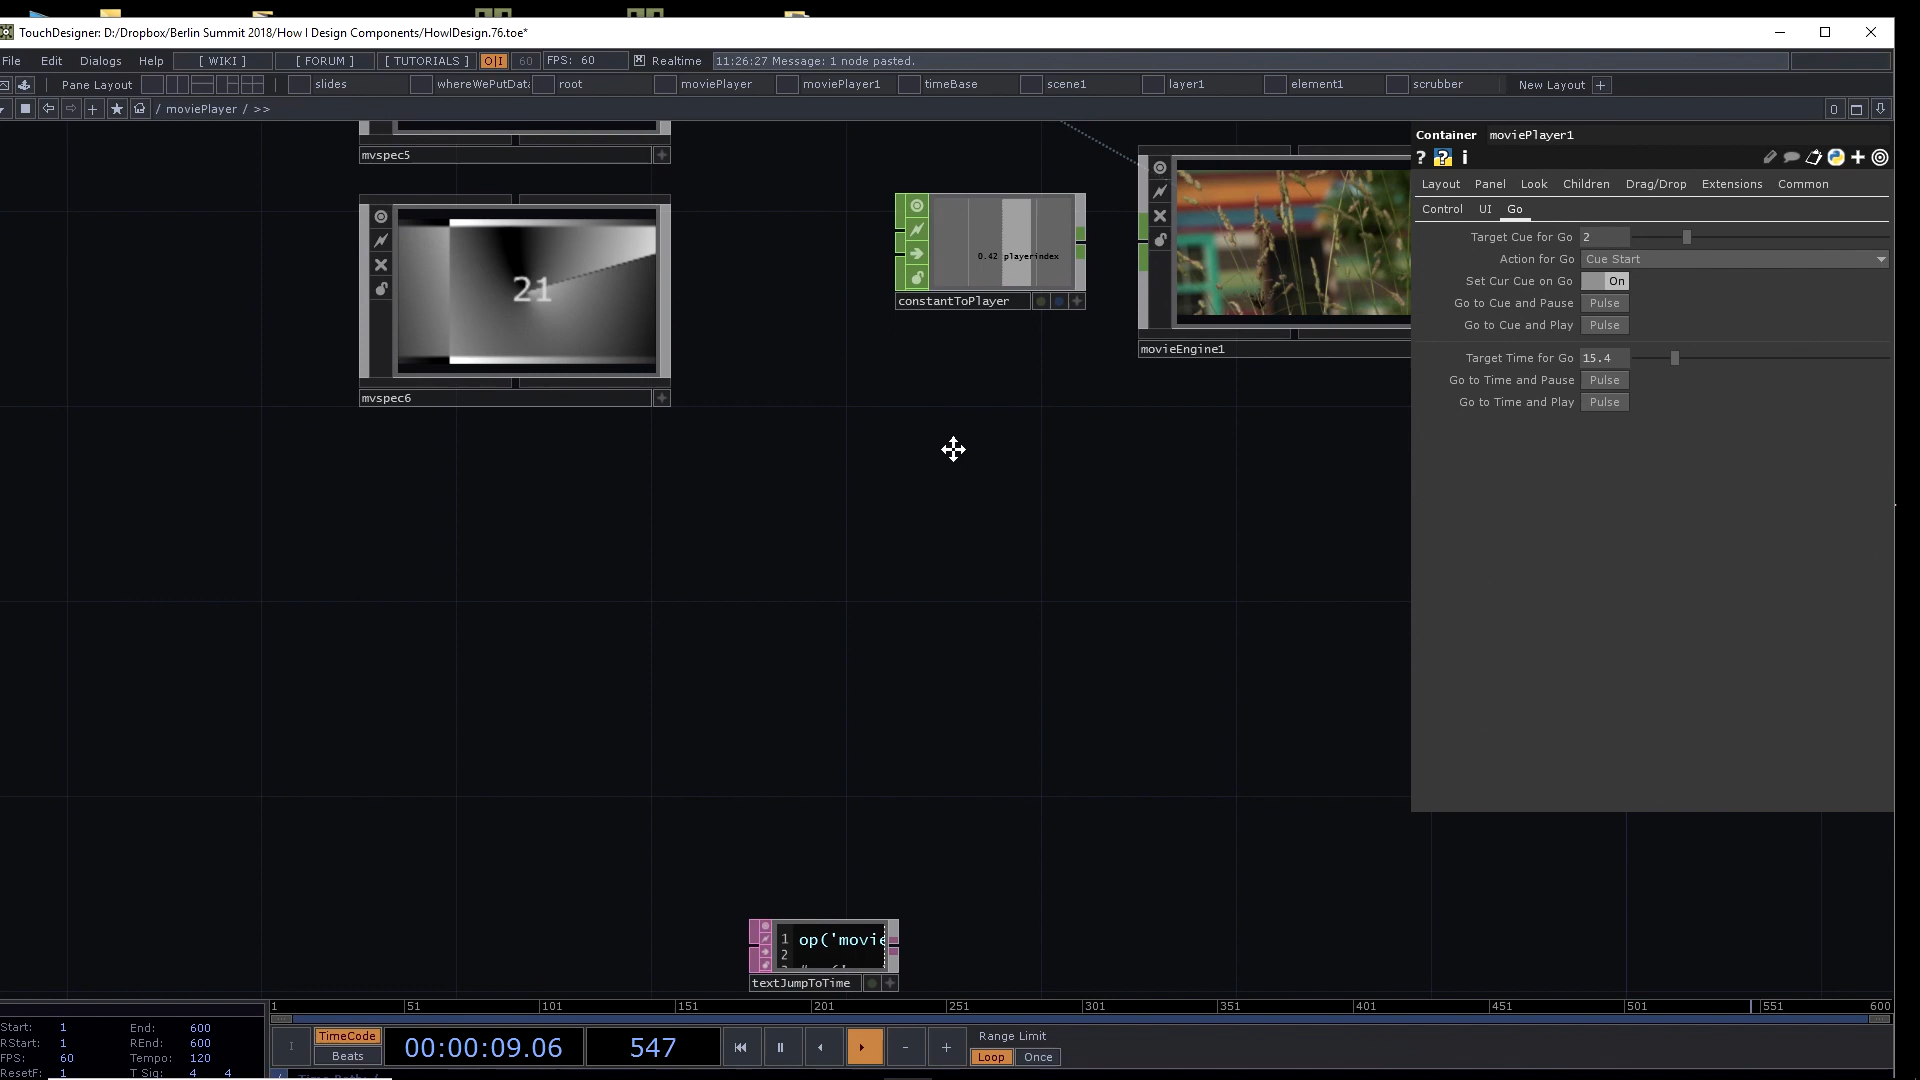 TouchDesigner: D:/Dropbox/Berlin Summit 2018/How I Design Components/HowIDesign.76.toe*
File Edit Dialogs Help [ WIKI ] [ FORUM ] [ TUTORIALS ] O|I 60 FPS: 60 Realtime 11:26:27 Message: 1 node pasted.
Pane Layout slides whereWePutData root moviePlayer moviePlayer1 timeBase scene1 layer1 element1 scrubber New Layout +
/ moviePlayer / >> 0
Container moviePlayer1
Layout Panel Look Children Drag/Drop Extensions Common
Control UI Go
Target Cue for Go 2
Action for Go Cue Start
Set Cur Cue on Go On
Go to Cue and Pause Pulse
Go to Cue and Play Pulse
Target Time for Go 15.4
Go to Time and Pause Pulse
Go to Time and Play Pulse
mvspec5
21
mvspec6
0.42 playerindex
constantToPlayer
movieEngine1
1 op('movie
2
textJumpToTime
1 51 101 151 201 251 301 351 401 451 501 551 600
Start: 1 End: 600
RStart: 1 REnd: 600
FPS: 60 Tempo: 120
ResetF: 1 T Sig: 4 4
TimeCode
Beats
00:00:09.06 547
Range Limit
Loop Once